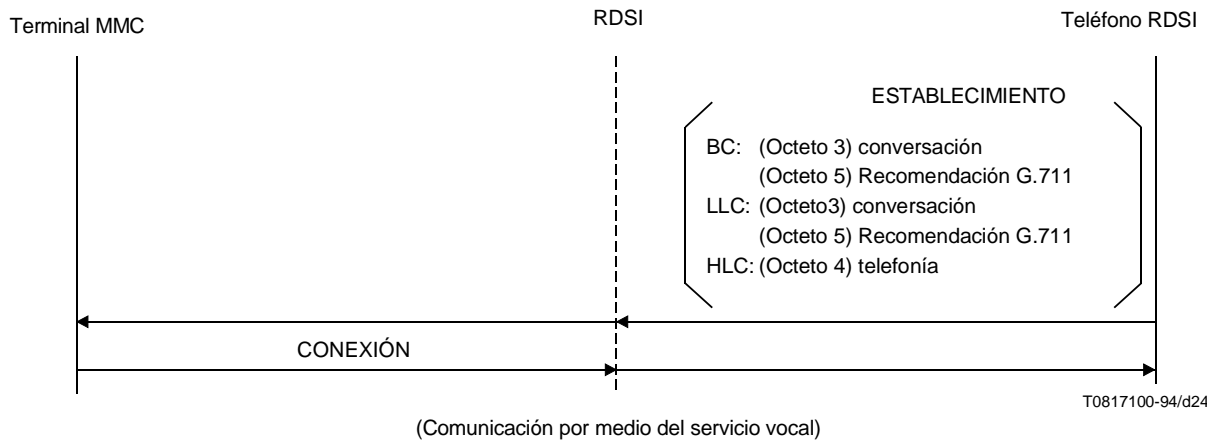 Terminal MMC
RDSI
Teléfono RDSI
ESTABLECIMIENTO
BC: (Octeto 3) conversación
(Octeto 5) Recomendación G.711
LLC: (Octeto3) conversación
(Octeto 5) Recomendación G.711
HLC: (Octeto 4) telefonía
CONEXIÓN
T0817100-94/d24
(Comunicación por medio del servicio vocal)